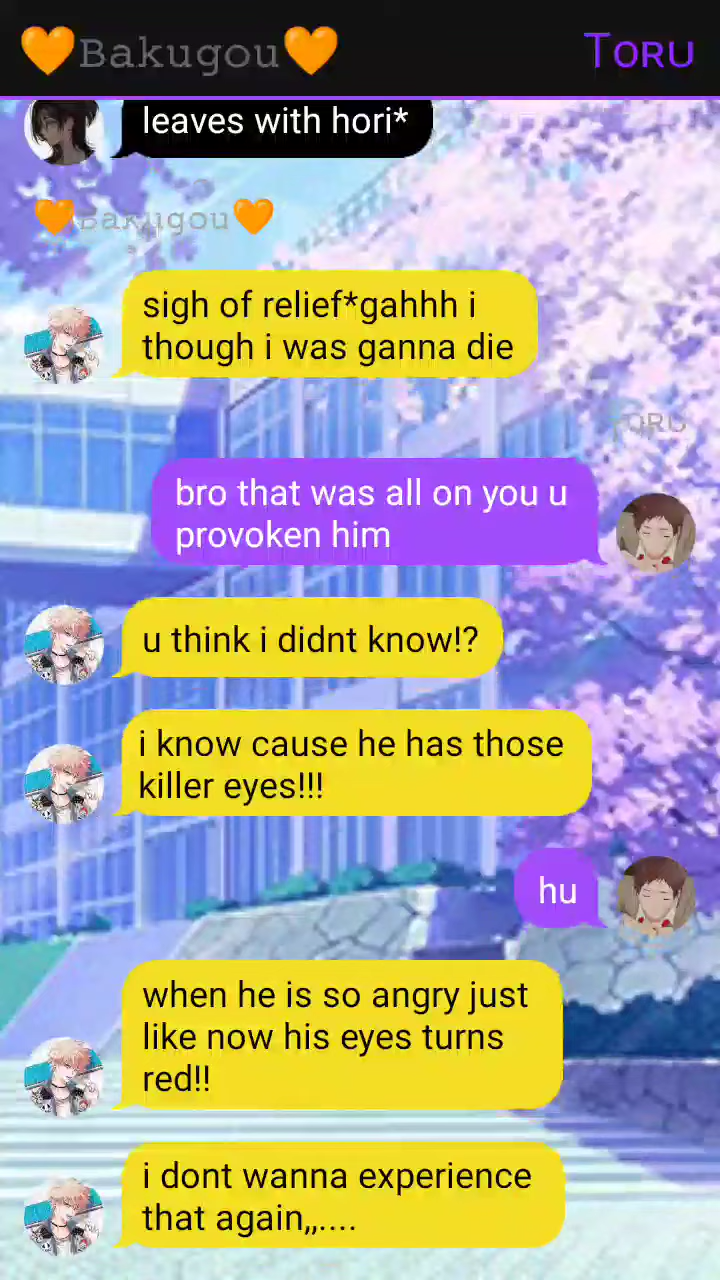 🧡Bakugou🧡 Toru
leaves with hori*
🧡Bakugou🧡
sigh of relief*gahhh i
though i was ganna die
Toru
bro that was all on you u
provoken him
u think i didnt know!?
i know cause he has those
killer eyes!!!
hu
when he is so angry just
like now his eyes turns
red!!
i dont wanna experience
that again,,....